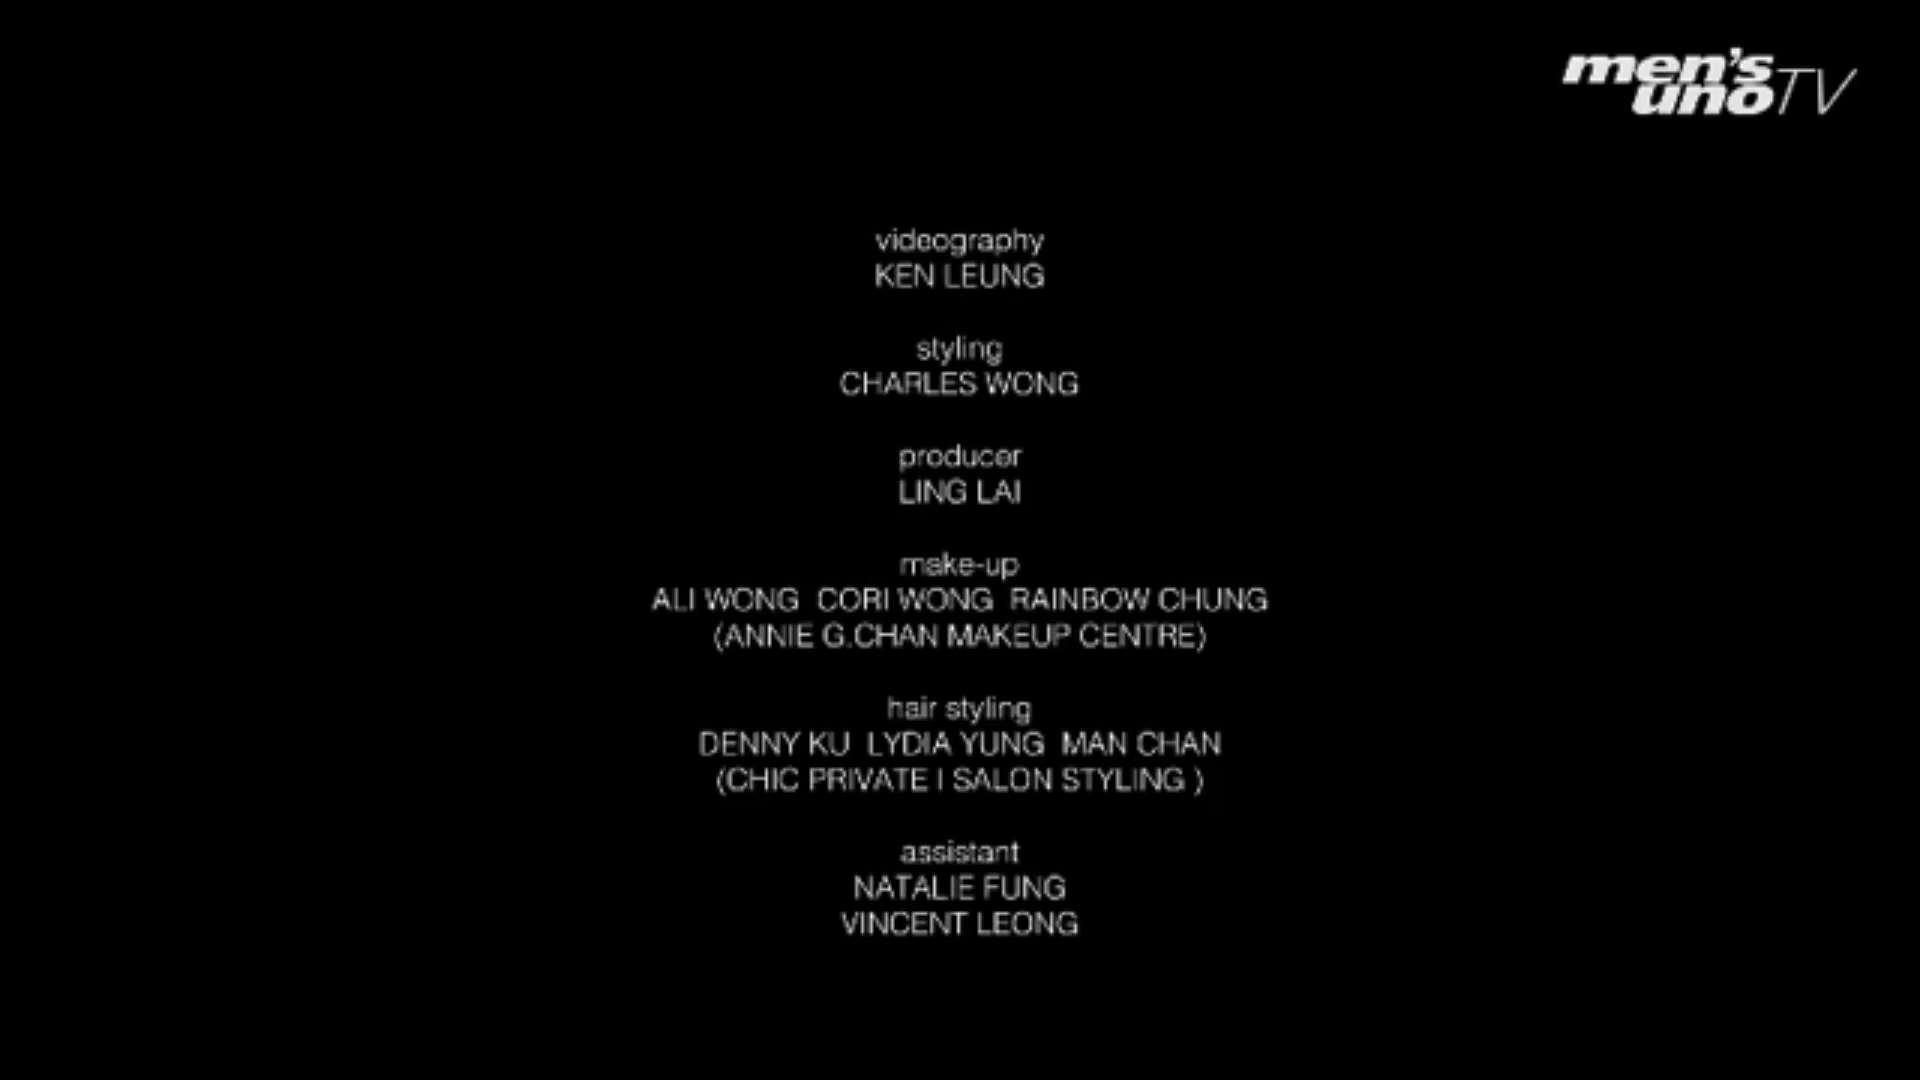 men's
uno TV
videography
KEN LEUNG
styling
CHARLES WONG
producer
LING LAI
make-up
ALI WONG  CORI WONG  RAINBOW CHUNG
(ANNIE G.CHAN MAKEUP CENTRE)
hair styling
DENNY KU  LYDIA YUNG  MAN CHAN
(CHIC PRIVATE I SALON STYLING )
assistant
NATALIE FUNG
VINCENT LEONG